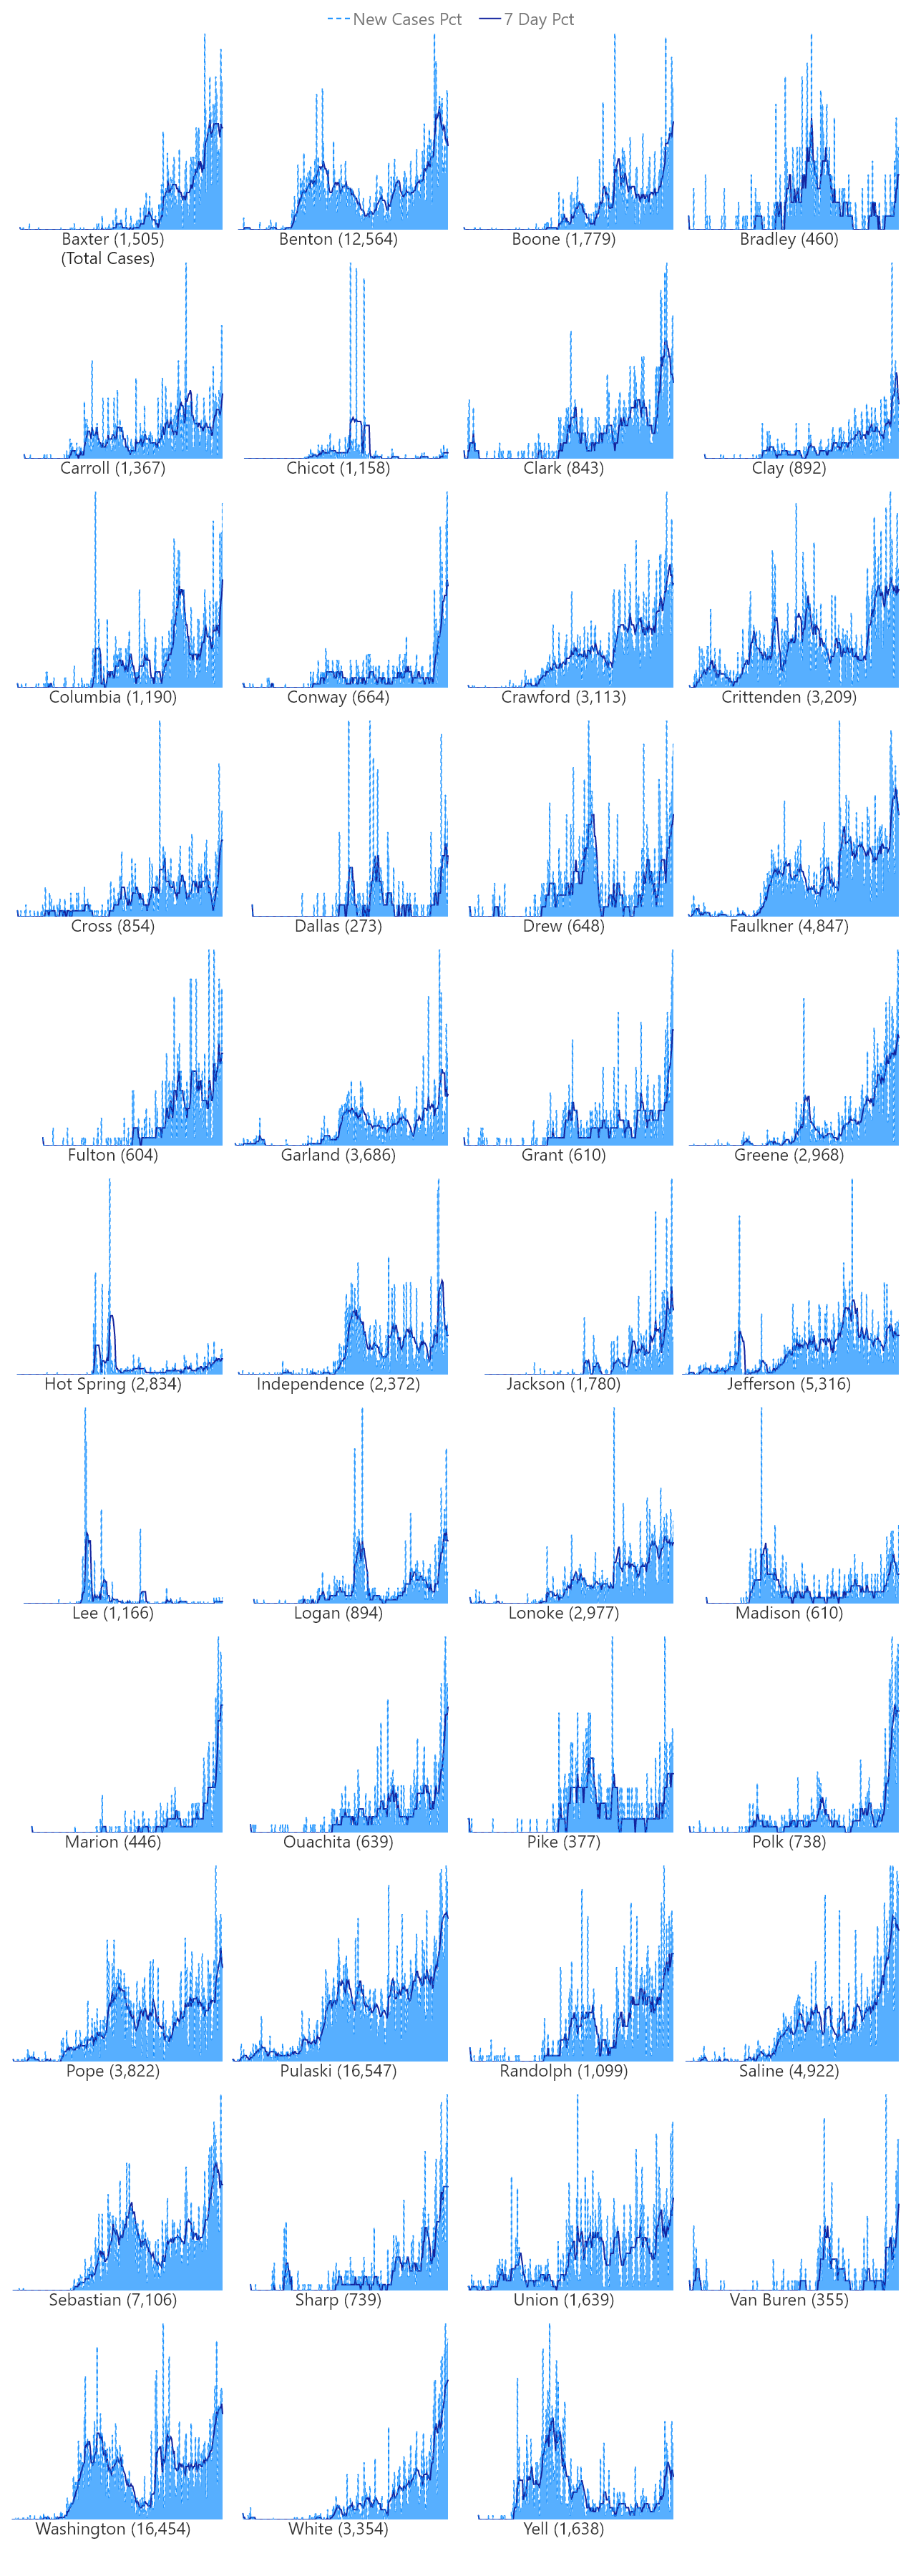 New Cases Pct 7 Day Pct
Baxter (1,505) Benton (12,564) Boone (1,779) Bradley (460)
(Total Cases)
Carroll (1,367) Chicot (1,158) Clark (843) Clay (892)
Columbia (1,190) Conway (664) Crawford (3,113) Crittenden (3,209)
Cross (854) Dallas (273) Drew (648) Faulkner (4,847)
Fulton (604) Garland (3,686) Grant (610) Greene (2,968)
Hot Spring (2,834) Independence (2,372) Jackson (1,780) Jefferson (5,316)
Lee (1,166) Logan (894) Lonoke (2,977) Madison (610)
Marion (446) Ouachita (639) Pike (377) Polk (738)
Pope (3,822) Pulaski (16,547) Randolph (1,099) Saline (4,922)
Sebastian (7,106) Sharp (739) Union (1,639) Van Buren (355)
Washington (16,454) White (3,354) Yell (1,638)